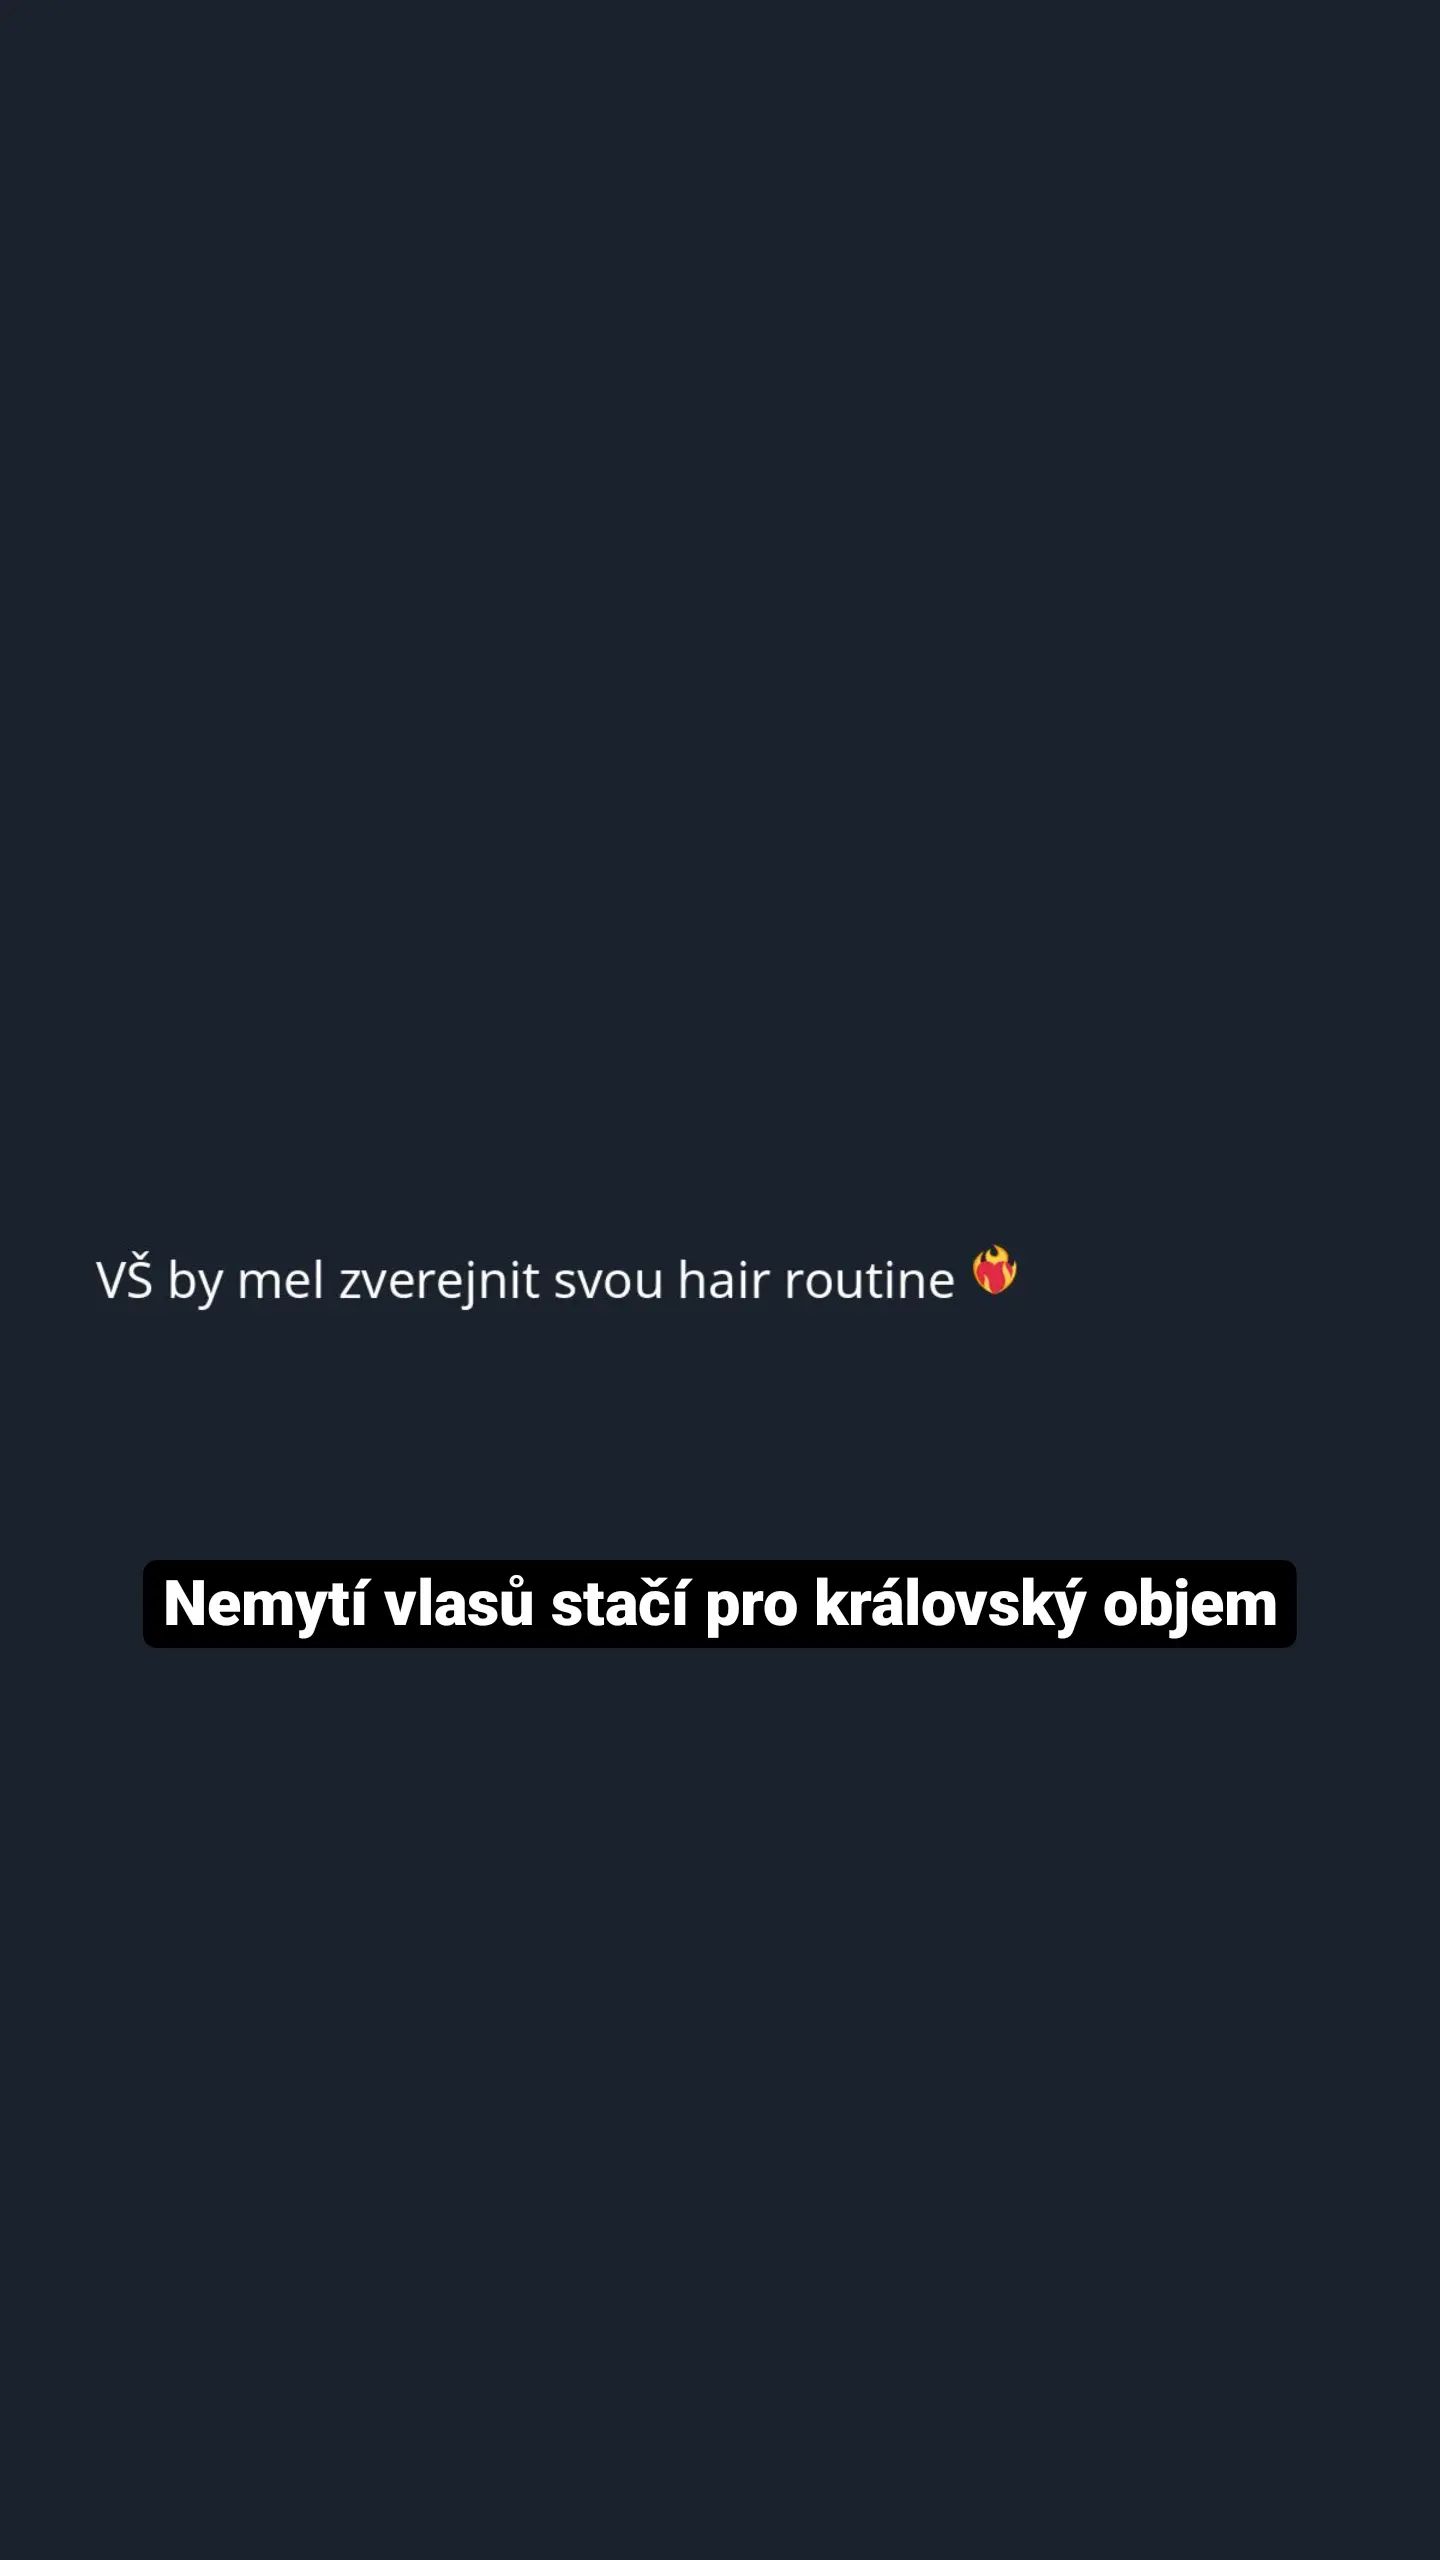 VŠ by mel zverejnit svou hair routine ❤️‍🔥
Nemytí vlasů stačí pro královský objem